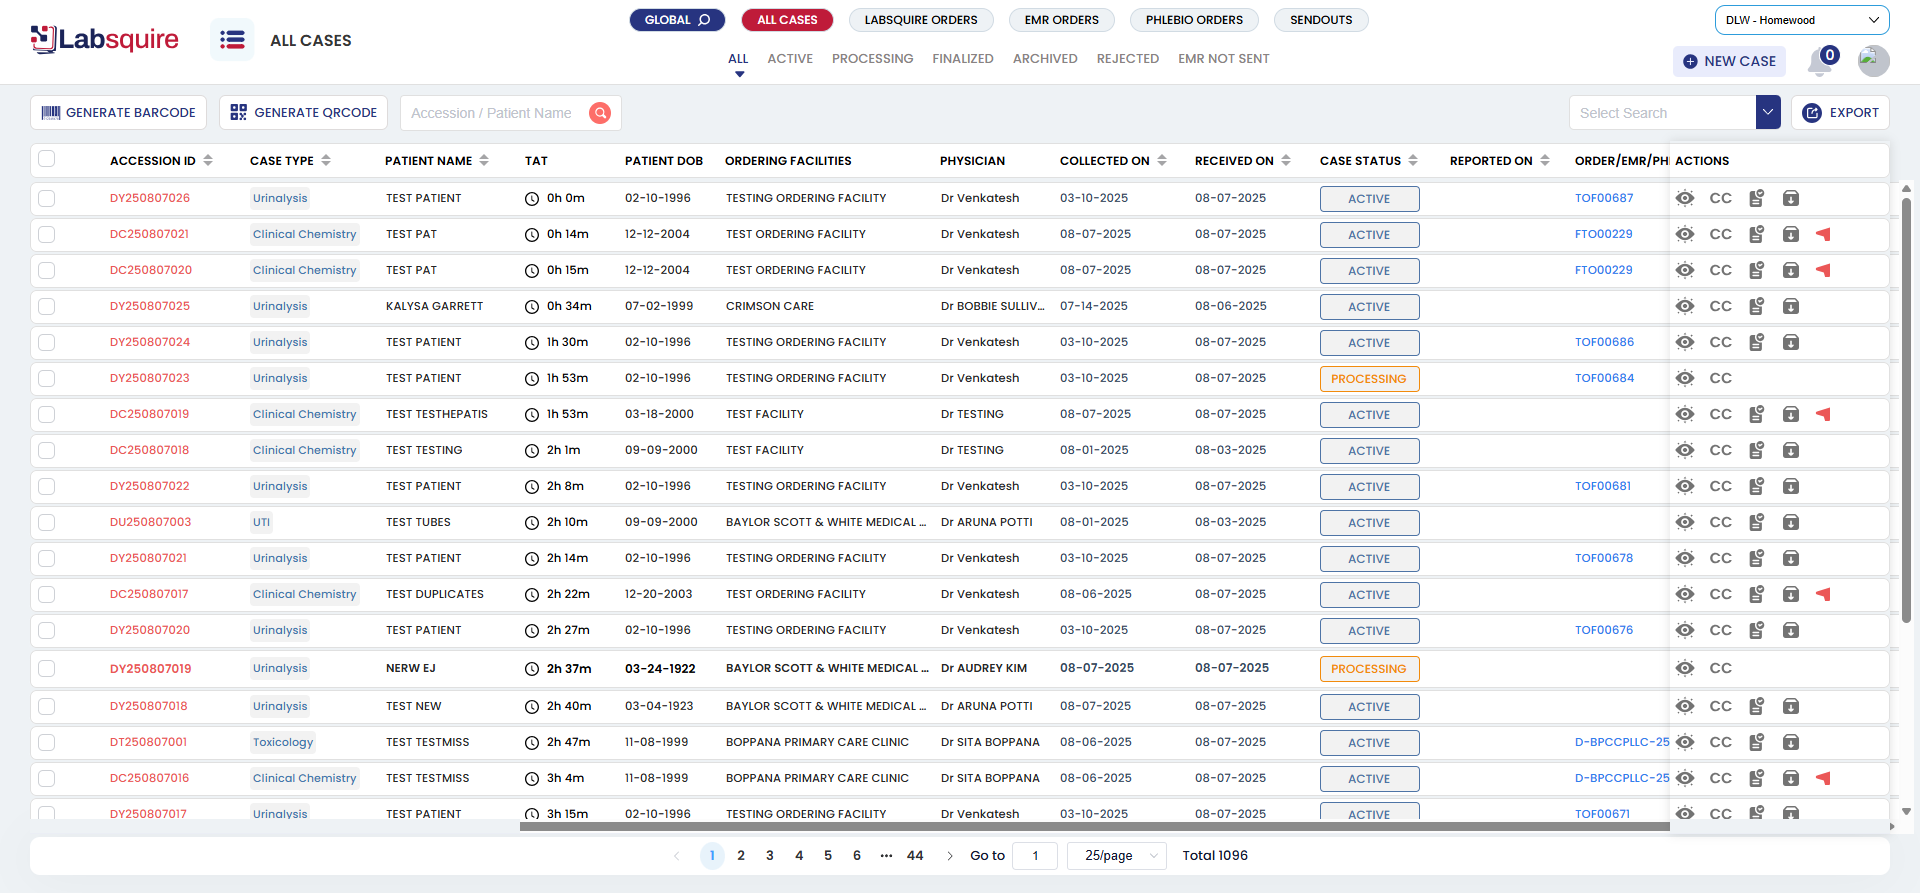 Labsquire
ALL CASES
GLOBAL ALL CASES LABSQUIRE ORDERS EMR ORDERS PHLEBIO ORDERS SENDOUTS
ALL ACTIVE PROCESSING FINALIZED ARCHIVED REJECTED EMR NOT SENT
DLW - Homewood
NEW CASE 0
GENERATE BARCODE GENERATE QRCODE Accession / Patient Name Select Search EXPORT
ACCESSION ID CASE TYPE PATIENT NAME TAT PATIENT DOB ORDERING FACILITIES PHYSICIAN COLLECTED ON RECEIVED ON CASE STATUS REPORTED ON ORDER/EMR/PH ACTIONS
DY250807026 Urinalysis TEST PATIENT 0h 0m 02-10-1996 TESTING ORDERING FACILITY Dr Venkatesh 03-10-2025 08-07-2025 ACTIVE TOF00687 CC
DC250807021 Clinical Chemistry TEST PAT 0h 14m 12-12-2004 TEST ORDERING FACILITY Dr Venkatesh 08-07-2025 08-07-2025 ACTIVE FTO00229 CC
DC250807020 Clinical Chemistry TEST PAT 0h 15m 12-12-2004 TEST ORDERING FACILITY Dr Venkatesh 08-07-2025 08-07-2025 ACTIVE FTO00229 CC
DY250807025 Urinalysis KALYSA GARRETT 0h 34m 07-02-1999 CRIMSON CARE Dr BOBBIE SULLIV... 07-14-2025 08-06-2025 ACTIVE CC
DY250807024 Urinalysis TEST PATIENT 1h 30m 02-10-1996 TESTING ORDERING FACILITY Dr Venkatesh 03-10-2025 08-07-2025 ACTIVE TOF00686 CC
DY250807023 Urinalysis TEST PATIENT 1h 53m 02-10-1996 TESTING ORDERING FACILITY Dr Venkatesh 03-10-2025 08-07-2025 PROCESSING TOF00684 CC
DC250807019 Clinical Chemistry TEST TESTHEPATIS 1h 53m 03-18-2000 TEST FACILITY Dr TESTING 08-07-2025 08-07-2025 ACTIVE CC
DC250807018 Clinical Chemistry TEST TESTING 2h 1m 09-09-2000 TEST FACILITY Dr TESTING 08-01-2025 08-03-2025 ACTIVE CC
DY250807022 Urinalysis TEST PATIENT 2h 8m 02-10-1996 TESTING ORDERING FACILITY Dr Venkatesh 03-10-2025 08-07-2025 ACTIVE TOF00681 CC
DU250807003 UTI TEST TUBES 2h 10m 09-09-2000 BAYLOR SCOTT & WHITE MEDICAL ... Dr ARUNA POTTI 08-01-2025 08-03-2025 ACTIVE CC
DY250807021 Urinalysis TEST PATIENT 2h 14m 02-10-1996 TESTING ORDERING FACILITY Dr Venkatesh 03-10-2025 08-07-2025 ACTIVE TOF00678 CC
DC250807017 Clinical Chemistry TEST DUPLICATES 2h 22m 12-20-2003 TEST ORDERING FACILITY Dr Venkatesh 08-06-2025 08-07-2025 ACTIVE CC
DY250807020 Urinalysis TEST PATIENT 2h 27m 02-10-1996 TESTING ORDERING FACILITY Dr Venkatesh 03-10-2025 08-07-2025 ACTIVE TOF00676 CC
DY250807019 Urinalysis NERW EJ 2h 37m 03-24-1922 BAYLOR SCOTT & WHITE MEDICAL ... Dr AUDREY KIM 08-07-2025 08-07-2025 PROCESSING CC
DY250807018 Urinalysis TEST NEW 2h 40m 03-04-1923 BAYLOR SCOTT & WHITE MEDICAL ... Dr ARUNA POTTI 08-07-2025 08-07-2025 ACTIVE CC
DT250807001 Toxicology TEST TESTMISS 2h 47m 11-08-1999 BOPPANA PRIMARY CARE CLINIC Dr SITA BOPPANA 08-06-2025 08-07-2025 ACTIVE D-BPCCPLLC-25 CC
DC250807016 Clinical Chemistry TEST TESTMISS 3h 4m 11-08-1999 BOPPANA PRIMARY CARE CLINIC Dr SITA BOPPANA 08-06-2025 08-07-2025 ACTIVE D-BPCCPLLC-25 CC
DY250807017 Urinalysis TEST PATIENT 3h 15m 02-10-1996 TESTING ORDERING FACILITY Dr Venkatesh 03-10-2025 08-07-2025 ACTIVE TOF00671 CC
1 2 3 4 5 6 ••• 44 Go to 1 25/page Total 1096